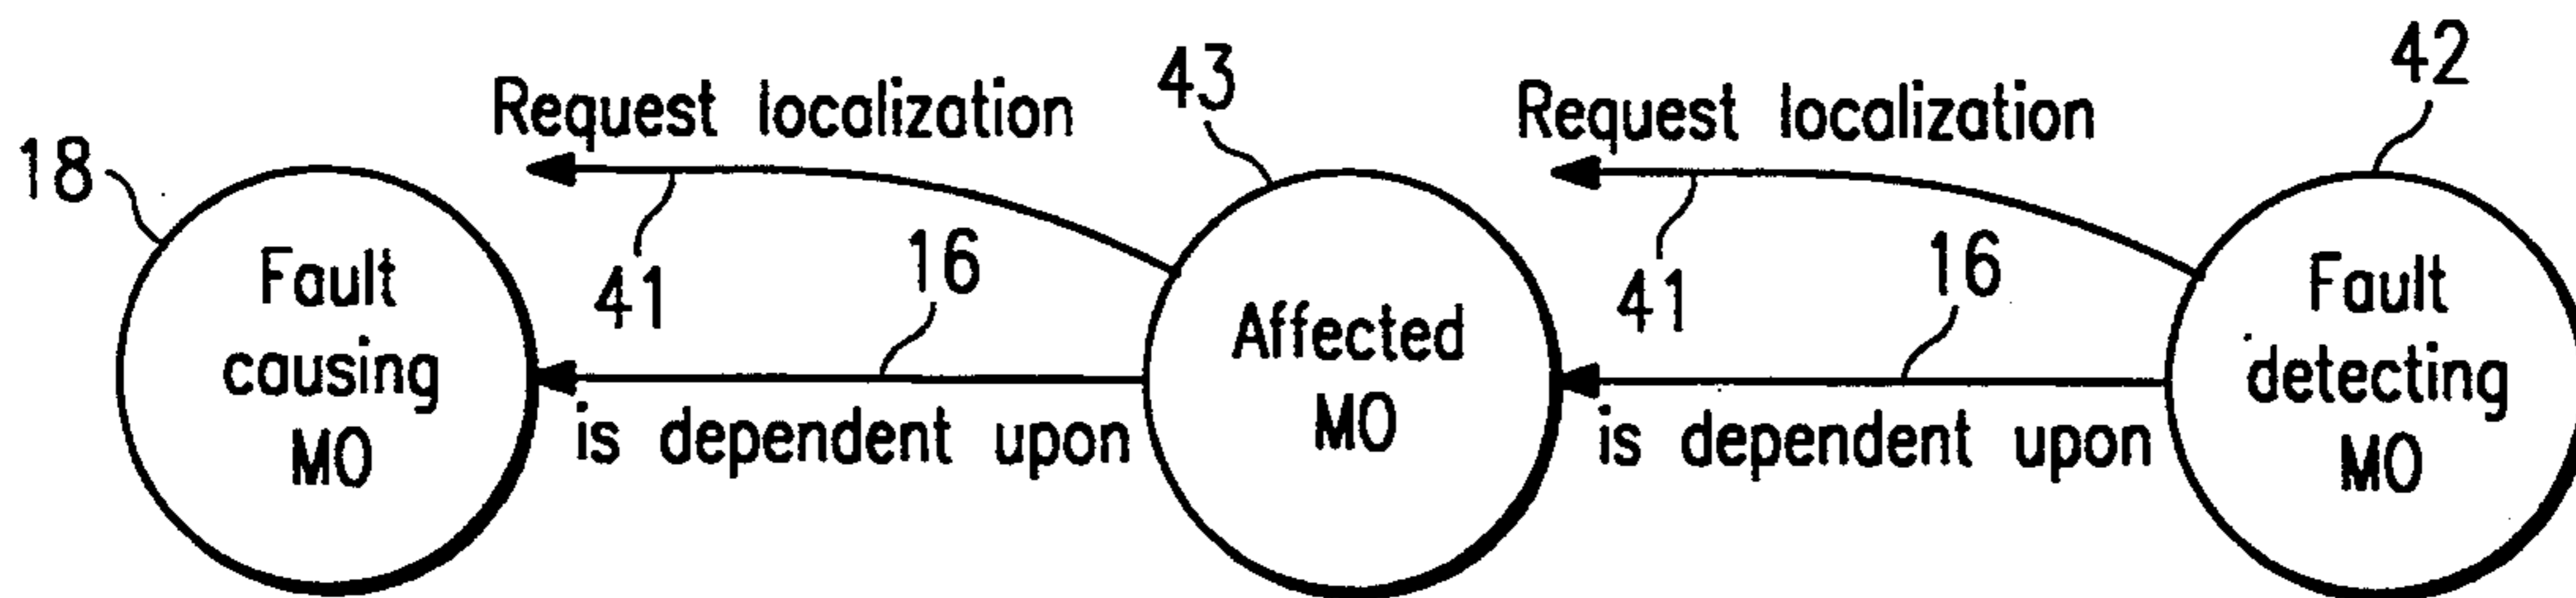 42
43
Request localization
Request localization
18
Fault
causing
MO
41
16
Affected
MO
41
16
Fault
detecting
MO
is dependent upon
is dependent upon